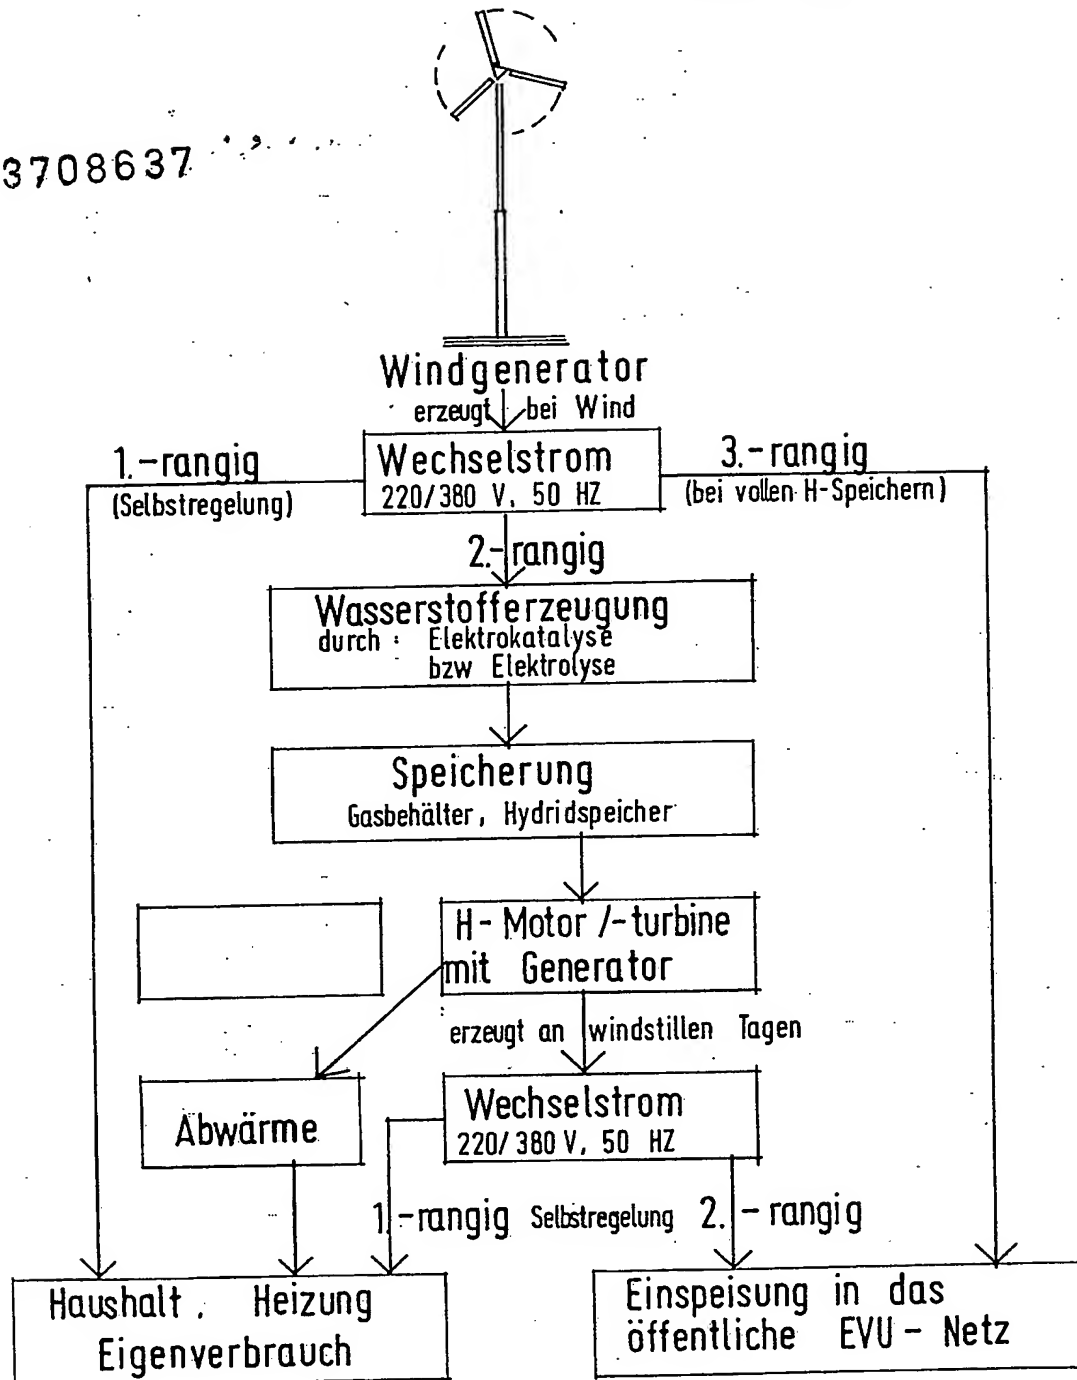 3708637
Windgenerator
erzeugt bei Wind
1.-rangig
(Selbstregelung)
Wechselstrom
220/380 V, 50 HZ
3.-rangig
(bei vollen H-Speichern)
2.-rangig
Wasserstofferzeugung
durch : Elektrokatalyse
bzw Elektrolyse
Speicherung
Gasbehälter, Hydridspeicher
H-Motor/-turbine
mit Generator
erzeugt an windstillen Tagen
Abwärme
Wechselstrom
220/380 V, 50 HZ
1.-rangig Selbstregelung 2.-rangig
Haushalt, Heizung
Eigenverbrauch
Einspeisung in das
öffentliche EVU - Netz